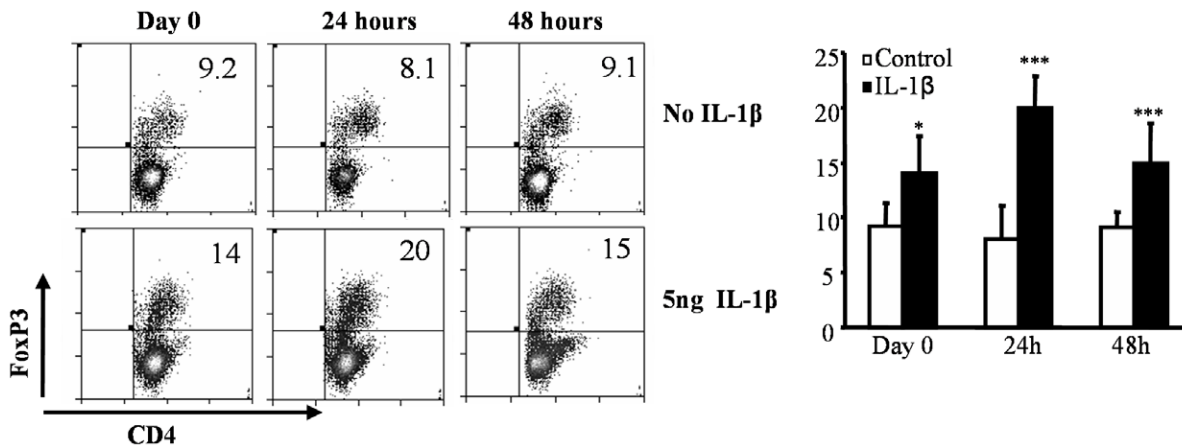 Day 0
24 hours
48 hours
9.2
8.1
9.1
No IL-1β
14
20
15
5ng IL-1β
FoxP3
CD4
25
20
15
10
5
0
Control
IL-1β
*
***
***
Day 0
24h
48h